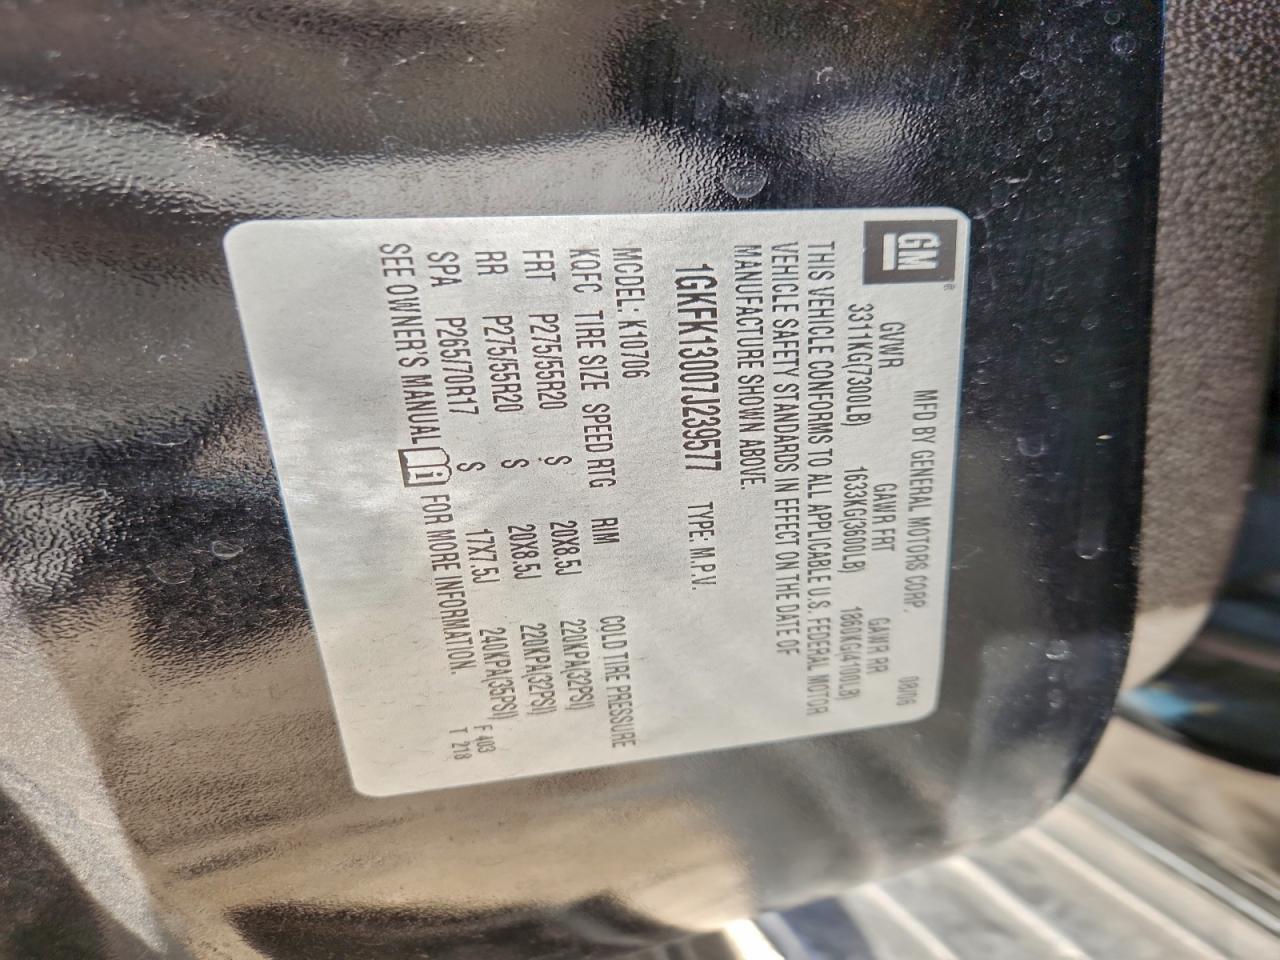 GM®
MFD BY GENERAL MOTORS CORP. 08/06
GVWR GAWR FRT GAWR RR
3311KG(7300LB) 1633KG(3600LB) 1860KG(4100LB)
THIS VEHICLE CONFORMS TO ALL APPLICABLE U.S. FEDERAL MOTOR
VEHICLE SAFETY STANDARDS IN EFFECT ON THE DATE OF
MANUFACTURE SHOWN ABOVE.
1GKFK13007J239577 TYPE: M.P.V.
MODEL: K10706
KOEC TIRE SIZE SPEED RTG RIM COLD TIRE PRESSURE
FRT P275/55R20 S 20X8.5J 220KPA(32PSI)
RR P275/55R20 S 20X8.5J 220KPA(32PSI)
SPA P265/70R17 S 17X7.5J 240KPA(35PSI)
SEE OWNER'S MANUAL FOR MORE INFORMATION.
F 403
T 218